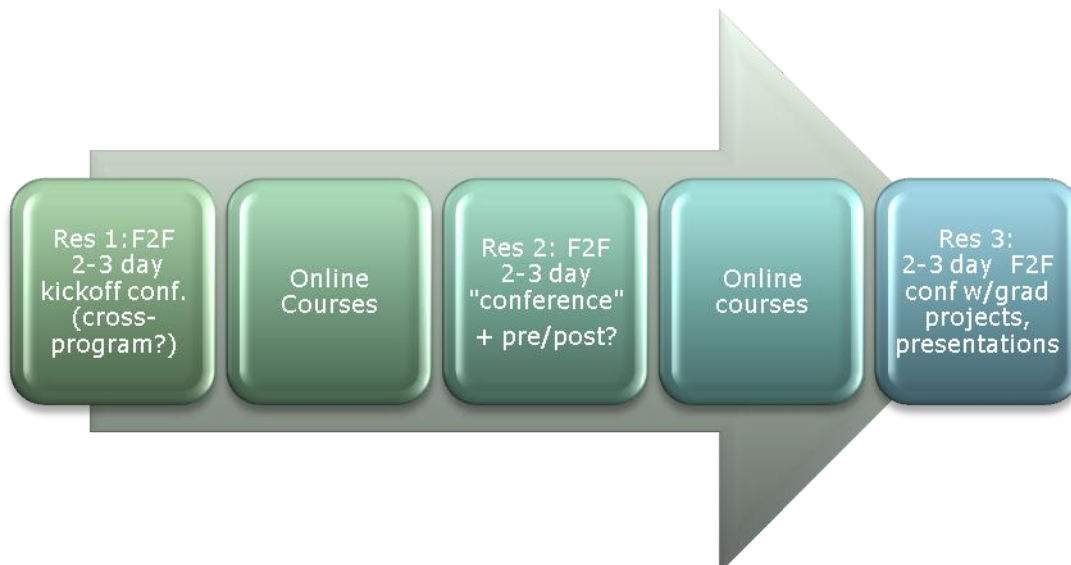 Res 1:F2F
2-3 day
kickoff conf.
(cross-
program?)
Online
Courses
Res 2: F2F
2-3 day
"conference"
+ pre/post?
Online
courses
Res 3:
2-3 day F2F
conf w/grad
projects,
presentations